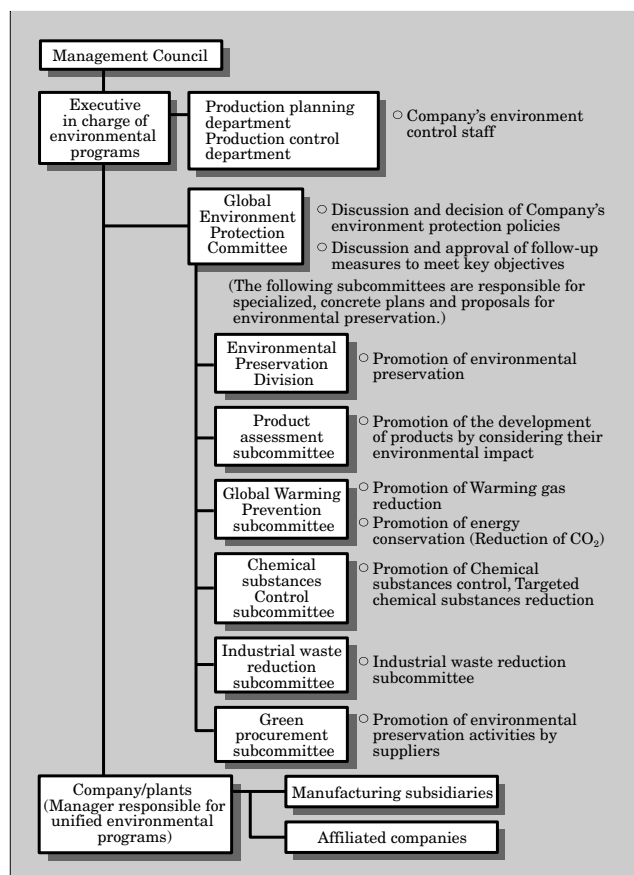 Management Council
Executive
in charge of
environmental
programs
Production planning
department
Production control
department
○ Company's environment
control staff
Global
Environment
Protection
Committee
○ Discussion and decision of Company's
environment protection policies
○ Discussion and approval of follow-up
measures to meet key objectives
(The following subcommittees are responsible for
specialized, concrete plans and proposals for
environmental preservation.)
Environmental
Preservation
Division
○ Promotion of environmental
preservation
Product
assessment
subcommittee
○ Promotion of the development
of products by considering their
environmental impact
Global Warming
Prevention
subcommittee
○ Promotion of Warming gas
reduction
○ Promotion of energy
conservation (Reduction of CO₂)
Chemical
substances
Control
subcommittee
○ Promotion of Chemical
substances control, Targeted
chemical substances reduction
Industrial waste
reduction
subcommittee
○ Industrial waste reduction
subcommittee
Green
procurement
subcommittee
○ Promotion of environmental
preservation activities by
suppliers
Company/plants
(Manager responsible for
unified environmental
programs)
Manufacturing subsidiaries
Affiliated companies